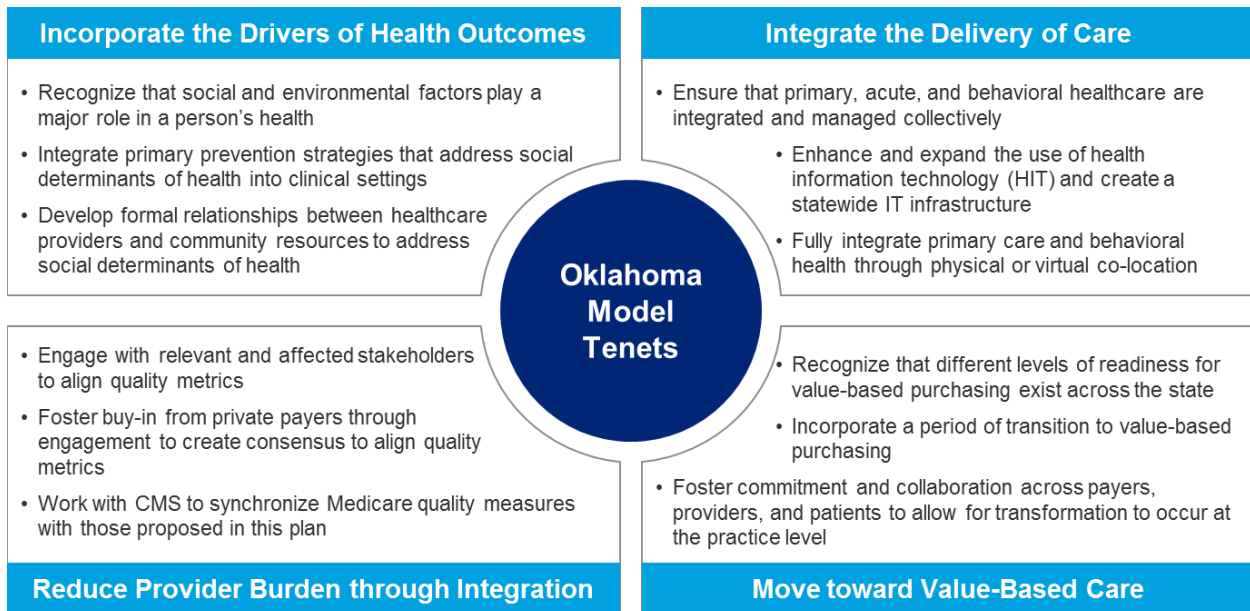 Incorporate the Drivers of Health Outcomes
• Recognize that social and environmental factors play a
major role in a person's health
• Integrate primary prevention strategies that address social
determinants of health into clinical settings
• Develop formal relationships between healthcare
providers and community resources to address
social determinants of health
Integrate the Delivery of Care
• Ensure that primary, acute, and behavioral healthcare are
integrated and managed collectively
• Enhance and expand the use of health
information technology (HIT) and create a
statewide IT infrastructure
• Fully integrate primary care and behavioral
health through physical or virtual co-location
Oklahoma
Model
Tenets
• Engage with relevant and affected stakeholders
to align quality metrics
• Foster buy-in from private payers through
engagement to create consensus to align quality
metrics
• Work with CMS to synchronize Medicare quality measures
with those proposed in this plan
Reduce Provider Burden through Integration
• Recognize that different levels of readiness for
value-based purchasing exist across the state
• Incorporate a period of transition to value-based
purchasing
• Foster commitment and collaboration across payers,
providers, and patients to allow for transformation to occur at
the practice level
Move toward Value-Based Care